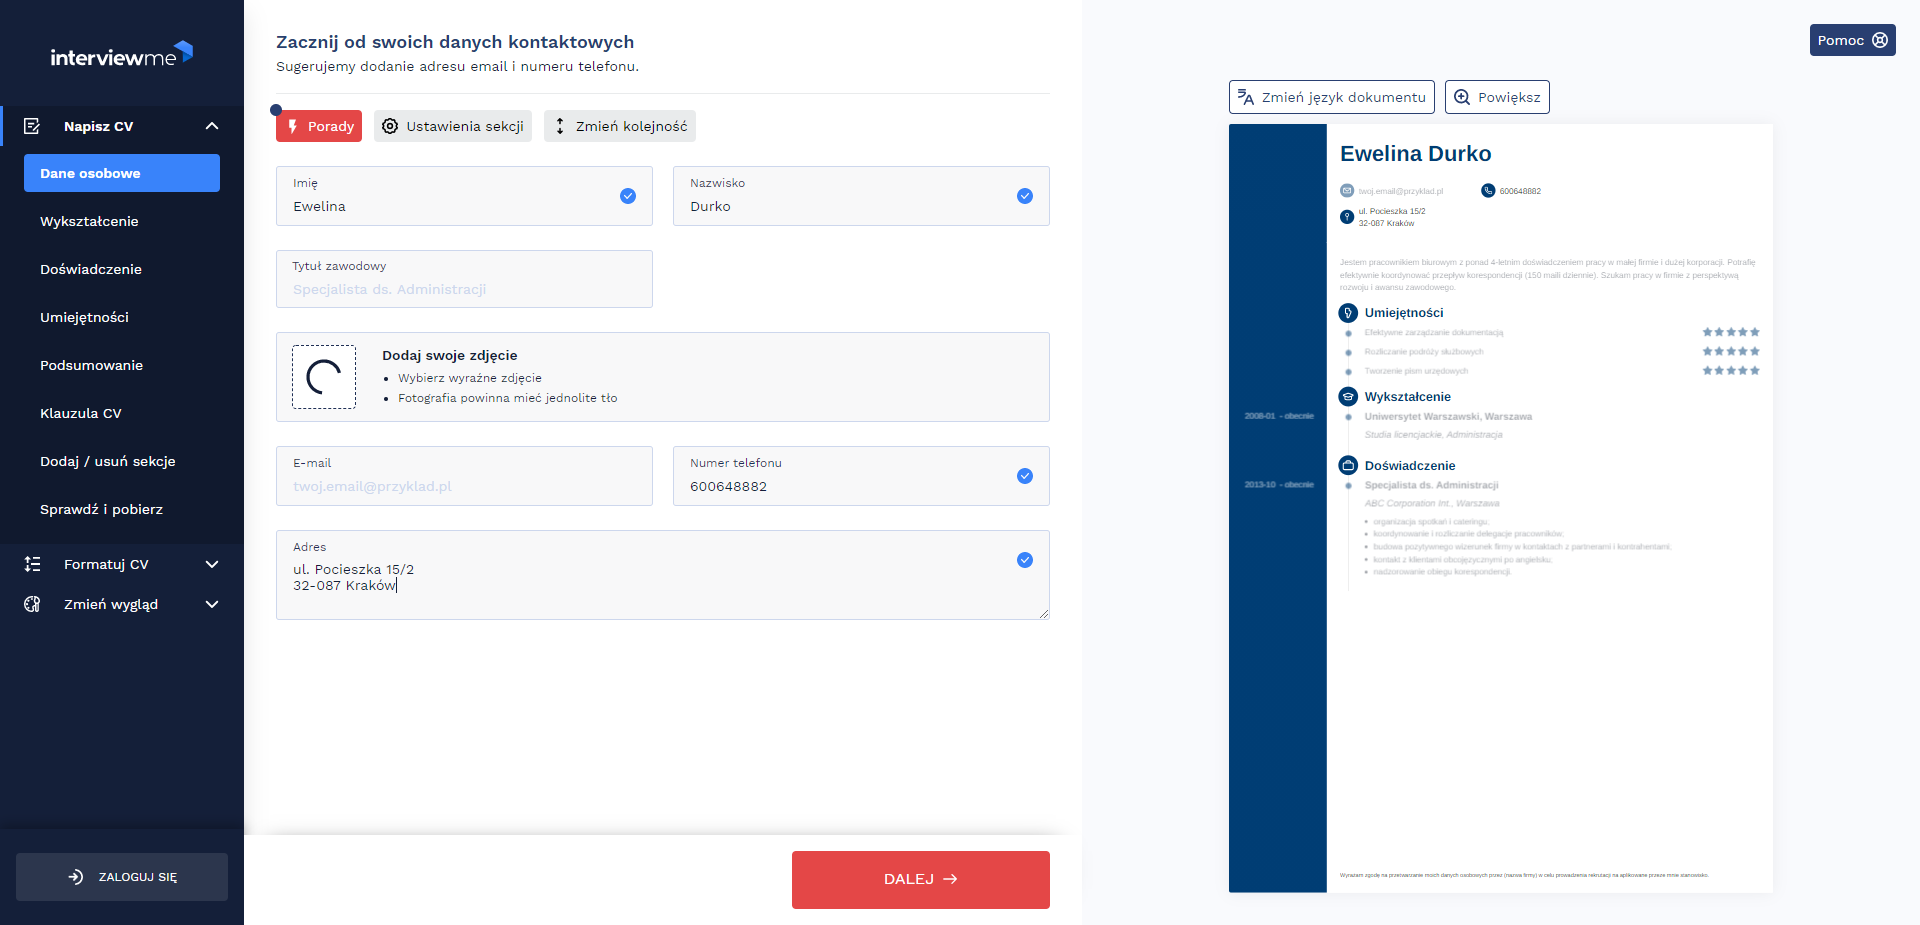 interviewme
Napisz CV
Dane osobowe
Wykształcenie
Doświadczenie
Umiejętności
Podsumowanie
Klauzula CV
Dodaj / usuń sekcje
Sprawdź i pobierz
Formatuj CV
Zmień wygląd
ZALOGUJ SIĘ
Zacznij od swoich danych kontaktowych
Sugerujemy dodanie adresu email i numeru telefonu.
Porady
Ustawienia sekcji
Zmień kolejność
Imię
Ewelina
Nazwisko
Durko
Tytuł zawodowy
Specjalista ds. Administracji
Dodaj swoje zdjęcie
Wybierz wyraźne zdjęcie
Fotografia powinna mieć jednolite tło
E-mail
twoj.email@przyklad.pl
Numer telefonu
600648882
Adres
ul. Pocieszka 15/2
32-087 Kraków
DALEJ
Pomoc
Zmień język dokumentu
Powiększ
Ewelina Durko
twoj.email@przyklad.pl
600648882
ul. Pocieszka 15/2
32-087 Kraków
Jestem pracownikiem biurowym z ponad 4-letnim doświadczeniem pracy w małej firmie i dużej korporacji. Potrafię
efektywnie koordynować przepływ korespondencji (150 maili dziennie). Szukam pracy w firmie z perspektywą
rozwoju i awansu zawodowego.
Umiejętności
Efektywne zarządzanie dokumentacją
Rozliczanie podróży służbowych
Tworzenie pism urzędowych
Wykształcenie
2008-01 - obecnie
Uniwersytet Warszawski, Warszawa
Studia licencjackie, Administracja
Doświadczenie
2013-10 - obecnie
Specjalista ds. Administracji
ABC Corporation Int., Warszawa
organizacja spotkań i cateringu;
koordynowanie i rozliczanie delegacje pracowników;
budowa pozytywnego wizerunek firmy w kontaktach z partnerami i kontrahentami;
kontakt z klientami obcojęzycznymi po angielsku;
nadzorowanie obiegu korespondencji.
Wyrażam zgodę na przetwarzanie moich danych osobowych przez (nazwa firmy) w celu prowadzenia rekrutacji na aplikowane przeze mnie stanowisko.